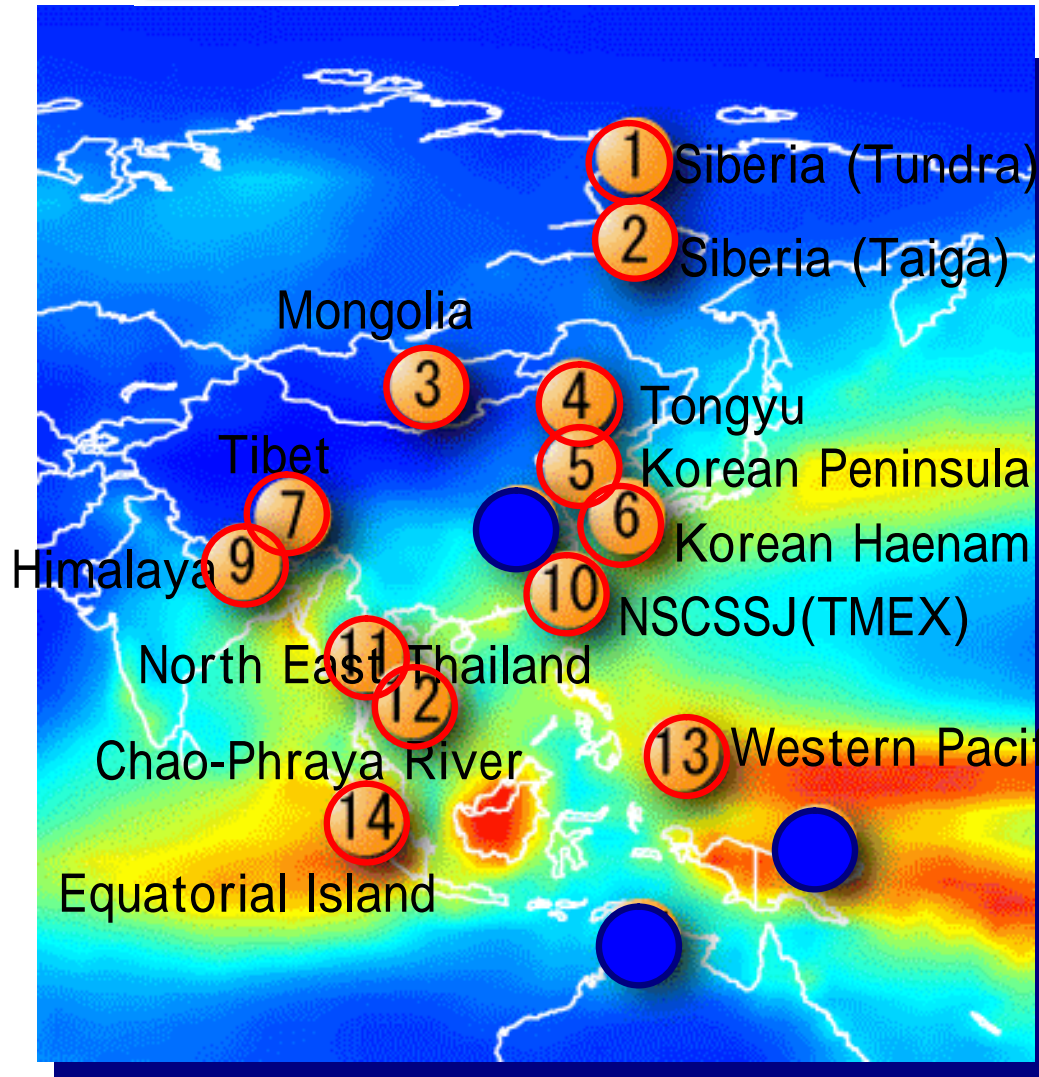 1 Siberia (Tundra)
2 Siberia (Taiga)
Mongolia
3
4 Tongyu
Tibet
5 Korean Peninsula
7
6 Korean Haenam
Himalaya 9
10 NSCSSJ(TMEX)
11
North East Thailand
12
Chao-Phraya River
13 Western Pacif
14
Equatorial Island